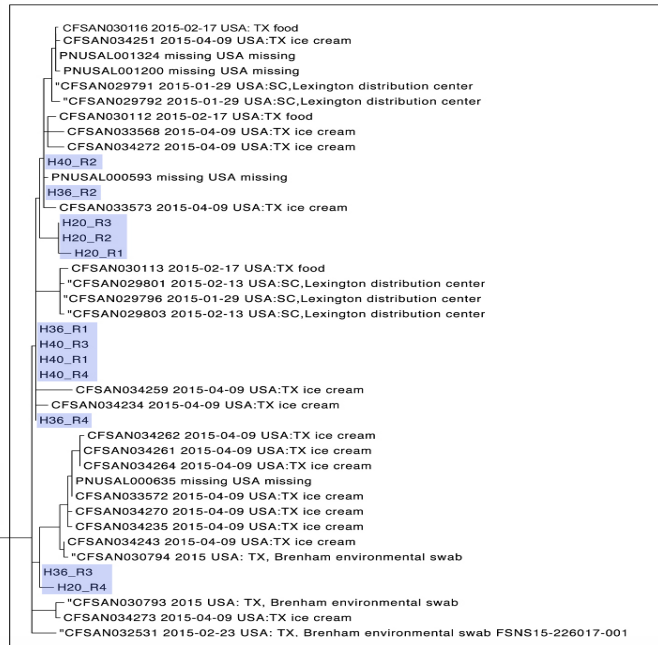 CFSAN030116 2015-02-17 USA: TX food
CFSAN034251 2015-04-09 USA:TX ice cream
PNUSAL001324 missing USA missing
PNUSAL001200 missing USA missing
"CFSAN029791 2015-01-29 USA:SC,Lexington distribution center
"CFSAN029792 2015-01-29 USA:SC,Lexington distribution center
CFSAN030112 2015-02-17 USA:TX food
CFSAN033568 2015-04-09 USA:TX ice cream
CFSAN034272 2015-04-09 USA:TX ice cream
H40_R2
PNUSAL000593 missing USA missing
H36_R2
CFSAN033573 2015-04-09 USA:TX ice cream
H20_R3
H20_R2
H20_R1
CFSAN030113 2015-02-17 USA:TX food
"CFSAN029801 2015-02-13 USA:SC,Lexington distribution center
"CFSAN029796 2015-01-29 USA:SC,Lexington distribution center
"CFSAN029803 2015-02-13 USA:SC,Lexington distribution center
H36_R1
H40_R3
H40_R1
H40_R4
CFSAN034259 2015-04-09 USA:TX ice cream
CFSAN034234 2015-04-09 USA:TX ice cream
H36_R4
CFSAN034262 2015-04-09 USA:TX ice cream
CFSAN034261 2015-04-09 USA:TX ice cream
CFSAN034264 2015-04-09 USA:TX ice cream
PNUSAL000635 missing USA missing
CFSAN033572 2015-04-09 USA:TX ice cream
CFSAN034270 2015-04-09 USA:TX ice cream
CFSAN034235 2015-04-09 USA:TX ice cream
CFSAN034243 2015-04-09 USA:TX ice cream
"CFSAN030794 2015 USA: TX, Brenham environmental swab
H36_R3
H20_R4
"CFSAN030793 2015 USA: TX, Brenham environmental swab
CFSAN034273 2015-04-09 USA:TX ice cream
"CFSAN032531 2015-02-23 USA: TX, Brenham environmental swab FSNS15-226017-001